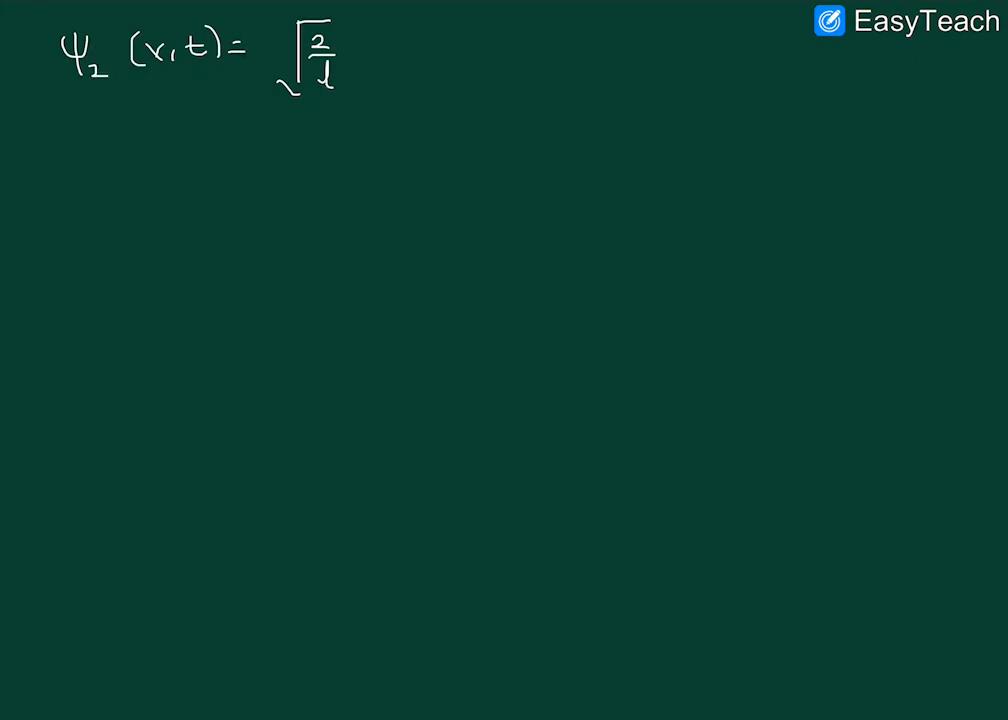 EasyTeach
ψ₂ (x, t) = √(2/l)